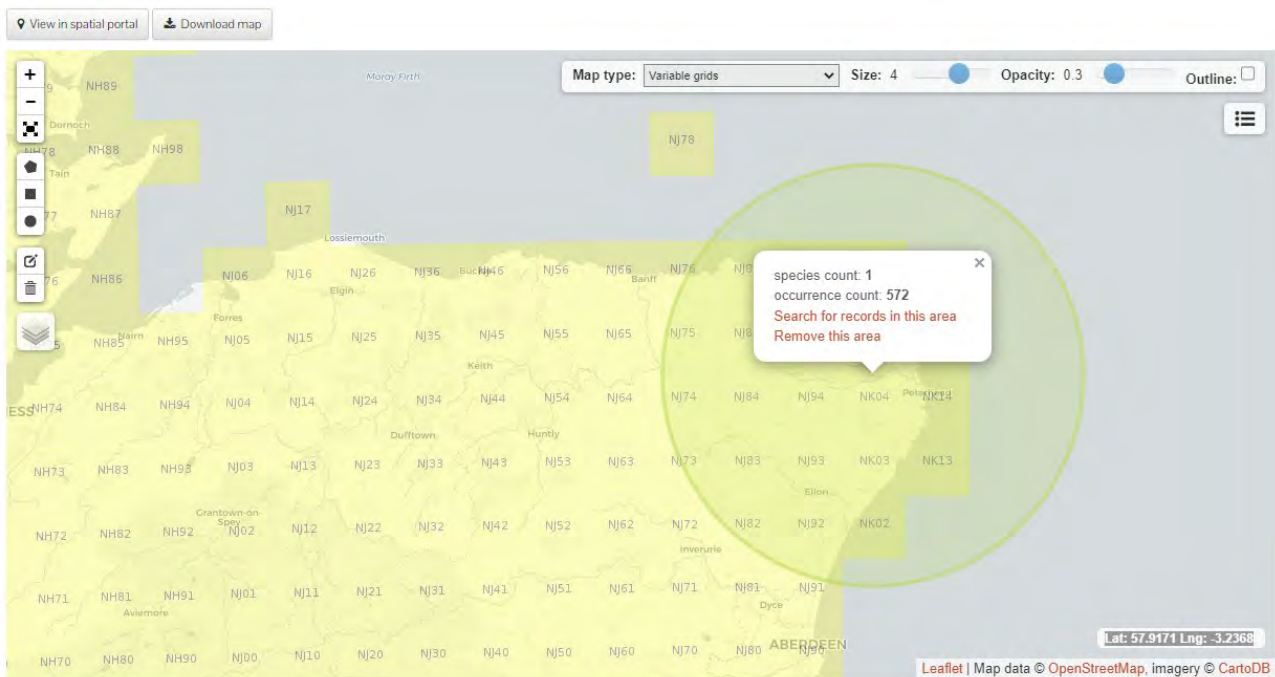 View in spatial portal
Download map
+
−
Map type: Variable grids Size: 4 Opacity: 0.3 Outline:
Moray Firth
NH89
Dornoch
NH78 NH88 NH98 NJ78
Tain
NH87 NJ17
Lossiemouth
NH86 NJ06 NJ16 NJ26 NJ36 NJ46 NJ56 NJ66 NJ76
Banff
Elgin
species count: 1
occurrence count: 572
Search for records in this area
Remove this area
×
Forres
Nairn
NH85 NH95 NJ05 NJ15 NJ25 NJ35 NJ45 NJ55 NJ65 NJ75
Keith
NH74 NH84 NH94 NJ04 NJ14 NJ24 NJ34 NJ44 NJ54 NJ64 NJ74 NJ84 NJ94 NK04 NK14
Dufftown Huntly
NH73 NH83 NH93 NJ03 NJ13 NJ23 NJ33 NJ43 NJ53 NJ63 NJ73 NJ83 NJ93 NK03 NK13
Ellon
Grantown-on-
Spey
NH72 NH82 NH92 NJ02 NJ12 NJ22 NJ32 NJ42 NJ52 NJ62 NJ72 NJ82 NJ92 NK02
Inverurie
NH71 NH81 NH91 NJ01 NJ11 NJ21 NJ31 NJ41 NJ51 NJ61 NJ71 NJ81 NJ91
Aviemore Dyce
ABERDEEN
NH70 NH80 NH90 NJ00 NJ10 NJ20 NJ30 NJ40 NJ50 NJ60 NJ70 NJ80 NJ90
Lat: 57.9171 Lng: -3.2368
Leaflet | Map data © OpenStreetMap, imagery © CartoDB